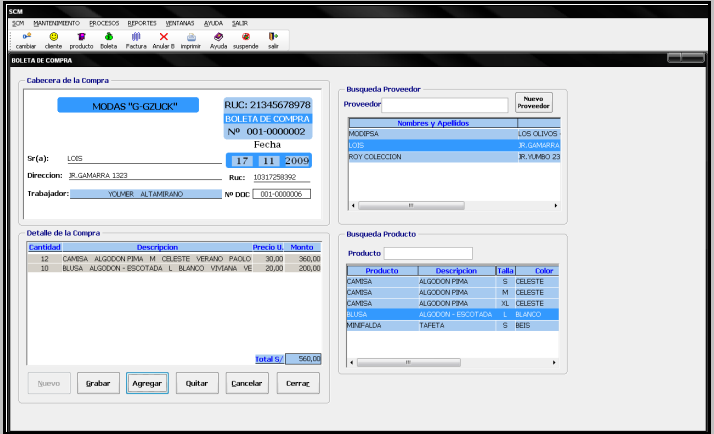 SCM
SCM MANTENIMIENTO PROCESOS REPORTES VENTANAS AYUDA SALIR
cambiar cliente producto Boleta Factura Anular B imprimir Ayuda suspende salir
BOLETA DE COMPRA
Cabecera de la Compra
MODAS "G-GZUCK"
RUC: 21345678978
BOLETA DE COMPRA
Nº 001-0000002
Fecha
17 11 2009
Sr(a): LOIS
Direccion: JR.GAMARRA 1323
Ruc: 10317258392
Trabajador: YOLMER ALTAMIRANO
Nº DOC 001-0000006
Busqueda Proveedor
Proveedor
Nuevo
Proveedor
Nombres y Apellidos
MODIPSA LOS OLIVOS
LOIS JR.GAMARRA
ROY COLECCION JR.YUMBO 23
Detalle de la Compra
Cantidad Descripcion Precio U. Monto
12 CAMISA ALGODON PIMA M CELESTE VERANO PAOLO 30,00 360,00
10 BLUSA ALGODON - ESCOTADA L BLANCO VIVIANA VE 20,00 200,00
Total S/ 560,00
Nuevo Grabar Agregar Quitar Cancelar Cerrar
Busqueda Producto
Producto
Producto Descripcion Talla Color
CAMISA ALGODON PIMA S CELESTE
CAMISA ALGODON PIMA M CELESTE
CAMISA ALGODON PIMA XL CELESTE
BLUSA ALGODON - ESCOTADA L BLANCO
MINIFALDA TAFETA S BEIS